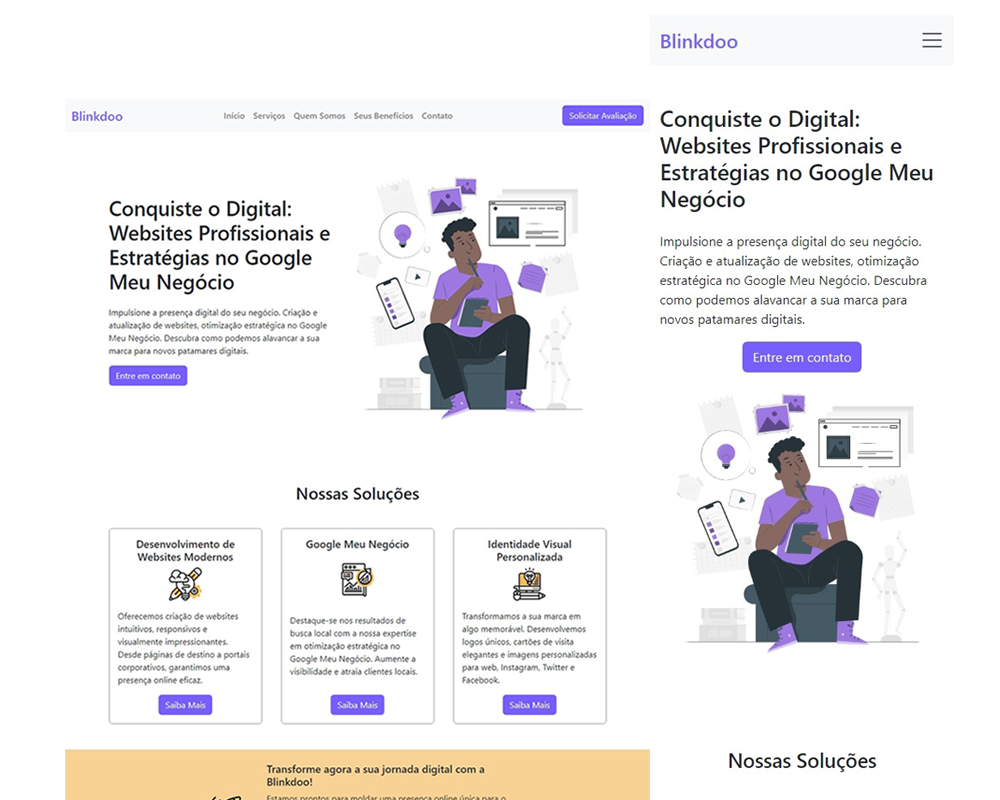 Blinkdoo
Início Serviços Quem Somos Seus Benefícios Contato
Solicitar Avaliação
Conquiste o Digital:
Websites Profissionais e
Estratégias no Google
Meu Negócio
Impulsione a presença digital do seu negócio. Criação e
atualização de websites, otimização estratégica no Google
Meu Negócio. Descubra como podemos alavancar a sua
marca para novos patamares digitais.
Entre em contato
Nossas Soluções
Desenvolvimento de
Websites Modernos
Oferecemos criação de websites
intuitivos, responsivos e
visualmente impressionantes.
Desde páginas de destino a portais
corporativos, garantimos uma
presença online eficaz.
Saiba Mais
Google Meu Negócio
Destaque-se nos resultados de
busca local com a nossa expertise
em otimização estratégica no
Google Meu Negócio. Aumente a
visibilidade e atraia clientes locais.
Saiba Mais
Identidade Visual
Personalizada
Transformamos a sua marca em
algo memorável. Desenvolvemos
logos únicos, cartões de visita
elegantes e imagens personalizadas
para web, Instagram, Twitter e
Facebook.
Saiba Mais
Transforme agora a sua jornada digital com a
Blinkdoo!
Estamos prontos para moldar uma presença online única para o
Blinkdoo
Conquiste o Digital:
Websites Profissionais e
Estratégias no Google Meu
Negócio
Impulsione a presença digital do seu negócio.
Criação e atualização de websites, otimização
estratégica no Google Meu Negócio. Descubra
como podemos alavancar a sua marca para
novos patamares digitais.
Entre em contato
Nossas Soluções